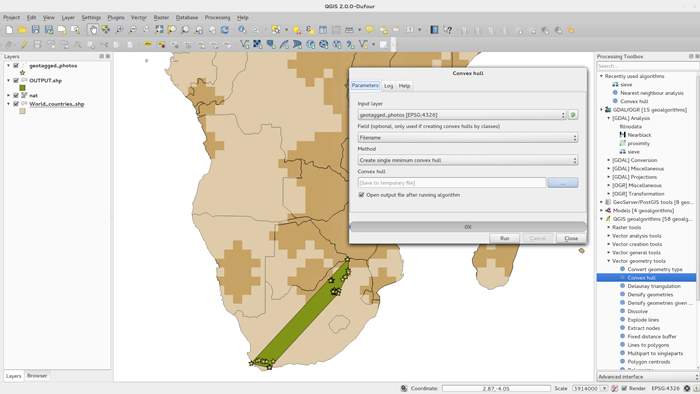 QGIS 2.0.0-Dufour
File Edit View Layer Settings Plugins Vector Raster Database Processing Help
Layers
geotagged_photos
OUTPUT.shp
nat
World_countries_.shp
Layers Browser
Convex hull
Parameters Log Help
Input layer
geotagged_photos [EPSG:4326]
Field (optional, only used if creating convex hulls by classes)
Filename
Method
Create single minimum convex hull
Convex hull
[Save to temporary file]
...
Open output file after running algorithm
0%
Run Cancel Close
Processing Toolbox
Search...
Recently used algorithms
sieve
Nearest neighbour analysis
Convex hull
GDAL/OGR [15 geoalgorithms]
[GDAL] Analysis
fillnodata
Nearblack
proximity
sieve
[GDAL] Conversion
[GDAL] Miscellaneous
[GDAL] Projections
[OGR] Miscellaneous
[OGR] Transformation
GeoServer/PostGIS tools [8 geo...
Models [4 geoalgorithms]
QGIS geoalgorithms [58 geoalg...
Raster tools
Vector analysis tools
Vector creation tools
Vector general tools
Vector geometry tools
Convert geometry type
Convex hull
Delaunay triangulation
Densify geometries
Densify geometries given ...
Dissolve
Explode lines
Extract nodes
Fixed distance buffer
Lines to polygons
Multipart to singleparts
Polygon centroids
Advanced interface
Coordinate: 2.87,-4.05 Scale 3914000 Render EPSG:4326